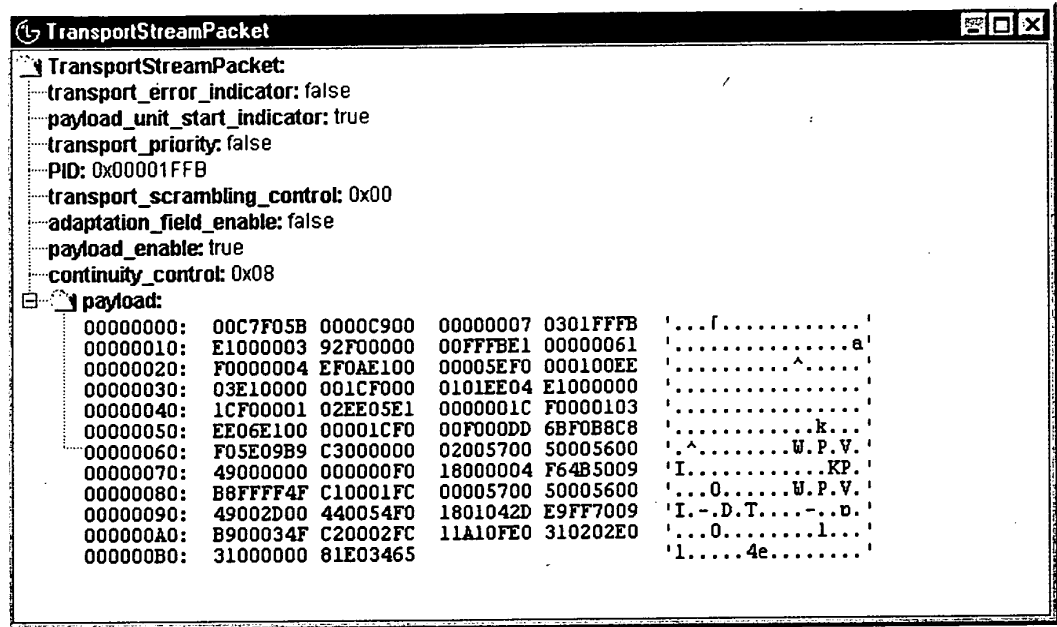 TransportStreamPacket
TransportStreamPacket:
transport_error_indicator: false
payload_unit_start_indicator: true
transport_priority: false
PID: 0x00001FFB
transport_scrambling_control: 0x00
adaptation_field_enable: false
payload_enable: true
continuity_control: 0x08
payload:
00000000: 00C7F05B 0000C900 00000007 0301FFFB '...[............'
00000010: E1000003 92F00000 00FFFBE1 00000061 '...............a'
00000020: F0000004 EF0AE100 00005EF0 000100EE '..........^.....'
00000030: 03E10000 001CF000 0101EE04 E1000000 '................'
00000040: 1CF00001 02EE05E1 0000001C F0000103 '................'
00000050: EE06E100 00001CF0 00F000DD 6BF0B8C8 '............k...'
00000060: F05E09B9 C3000000 02005700 50005600 '.^........W.P.V.'
00000070: 49000000 000000F0 18000004 F64B5009 'I............KP.'
00000080: B8FFFF4F C10001FC 00005700 50005600 '...O......W.P.V.'
00000090: 49002D00 440054F0 1801042D E9FF7009 'I.-.D.T....-..p.'
000000A0: B900034F C20002FC 11A10FE0 310202E0 '...O........1...'
000000B0: 31000000 81E03465 '1.....4e........'